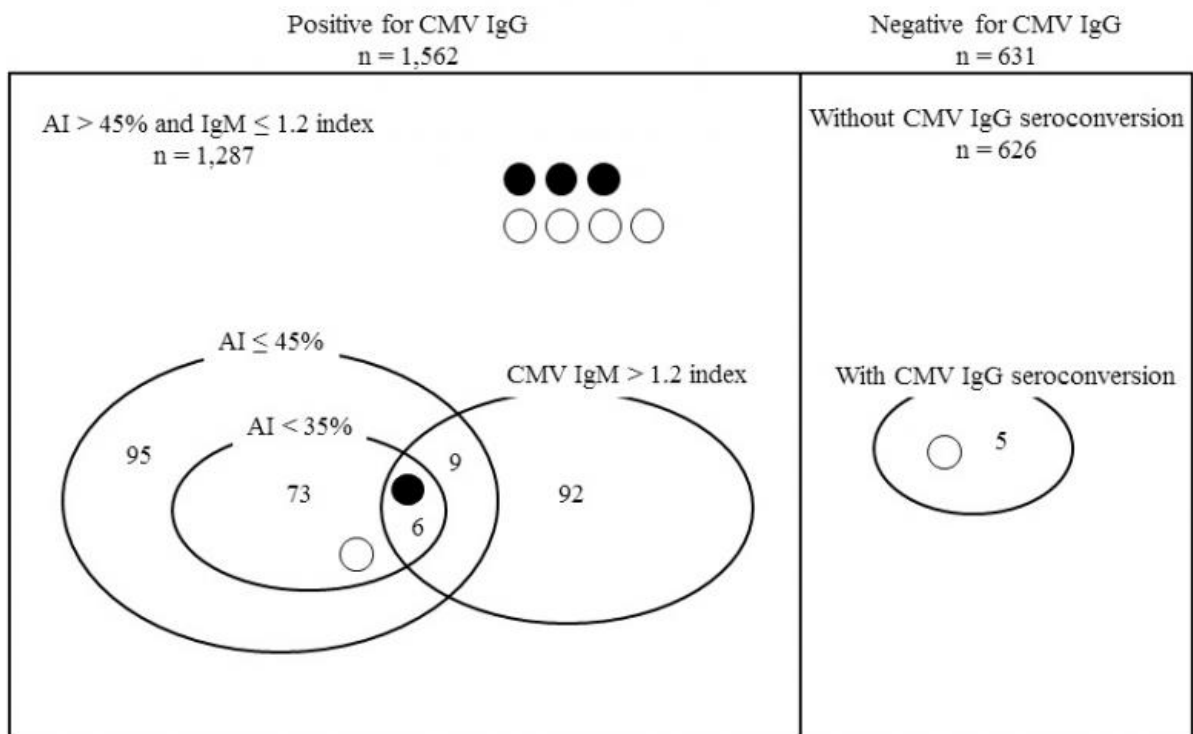 Positive for CMV IgG
n = 1,562
Negative for CMV IgG
n = 631
AI > 45% and IgM ≤ 1.2 index
n = 1,287
Without CMV IgG seroconversion
n = 626
AI ≤ 45%
CMV IgM > 1.2 index
With CMV IgG seroconversion
AI < 35%
95
73
9
6
92
5